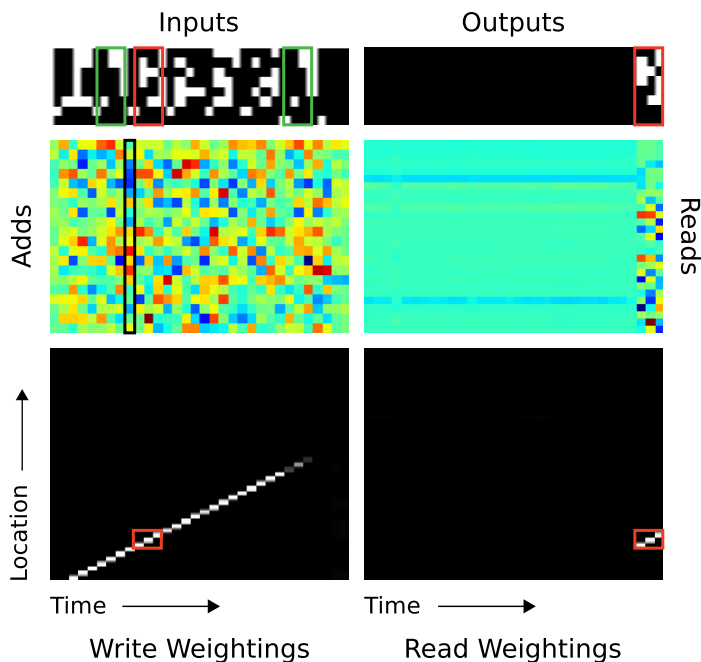 Inputs
Outputs
Adds
Reads
Location
Time
Time
Write Weightings
Read Weightings